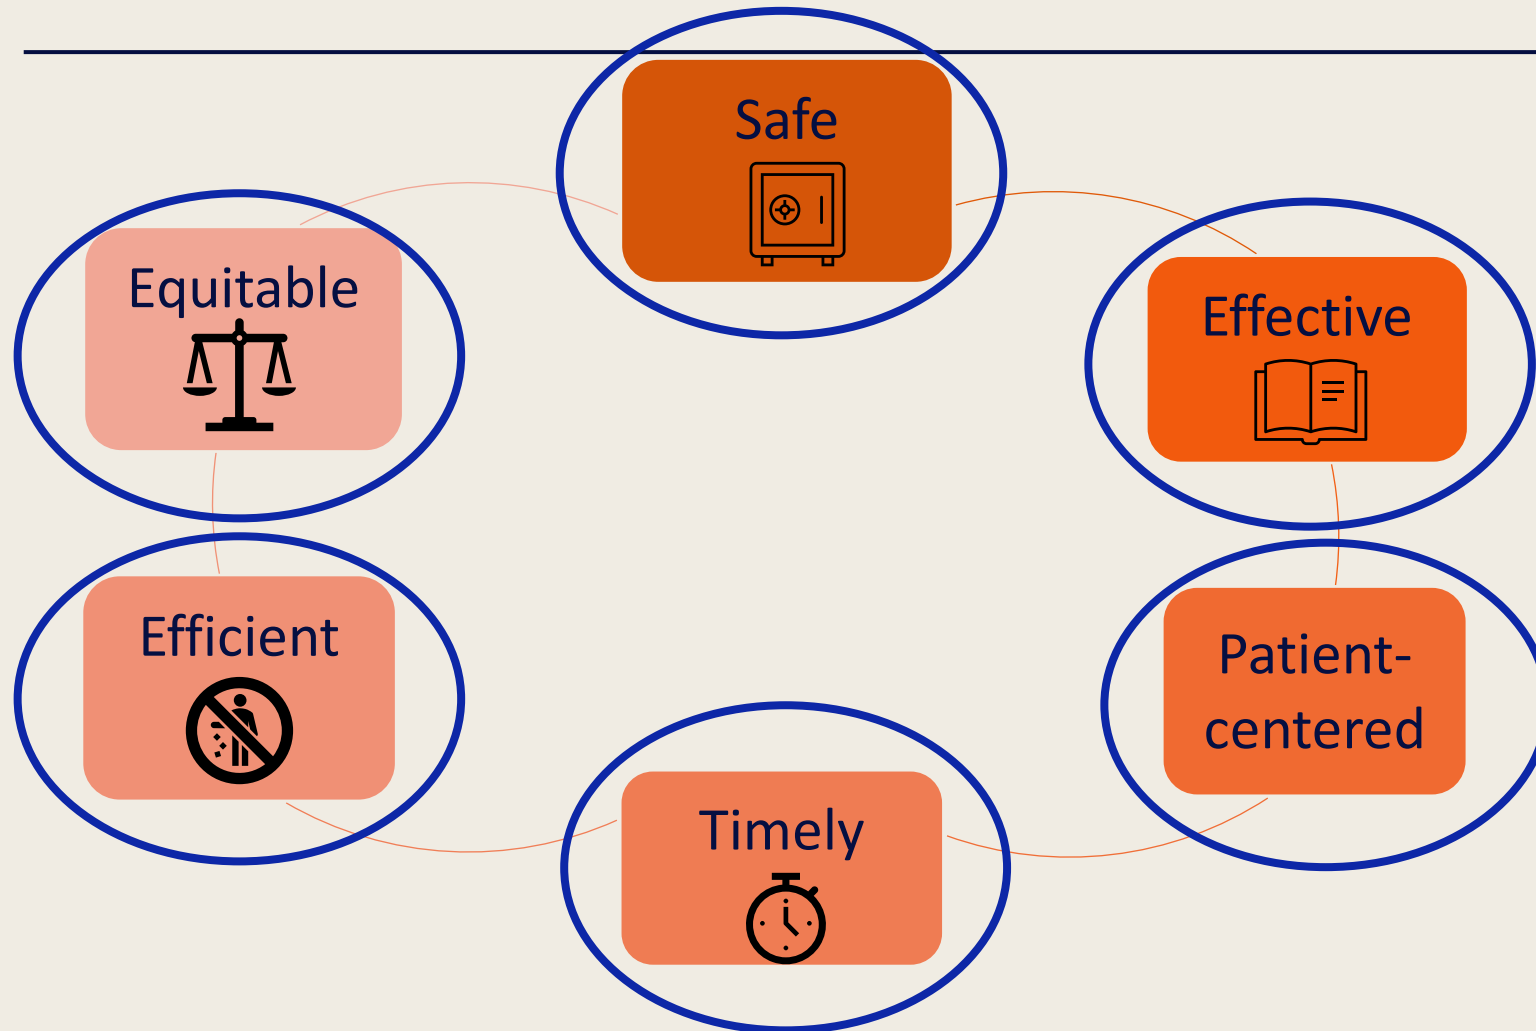 Safe
Effective
Patient-
centered
Timely
Efficient
Equitable